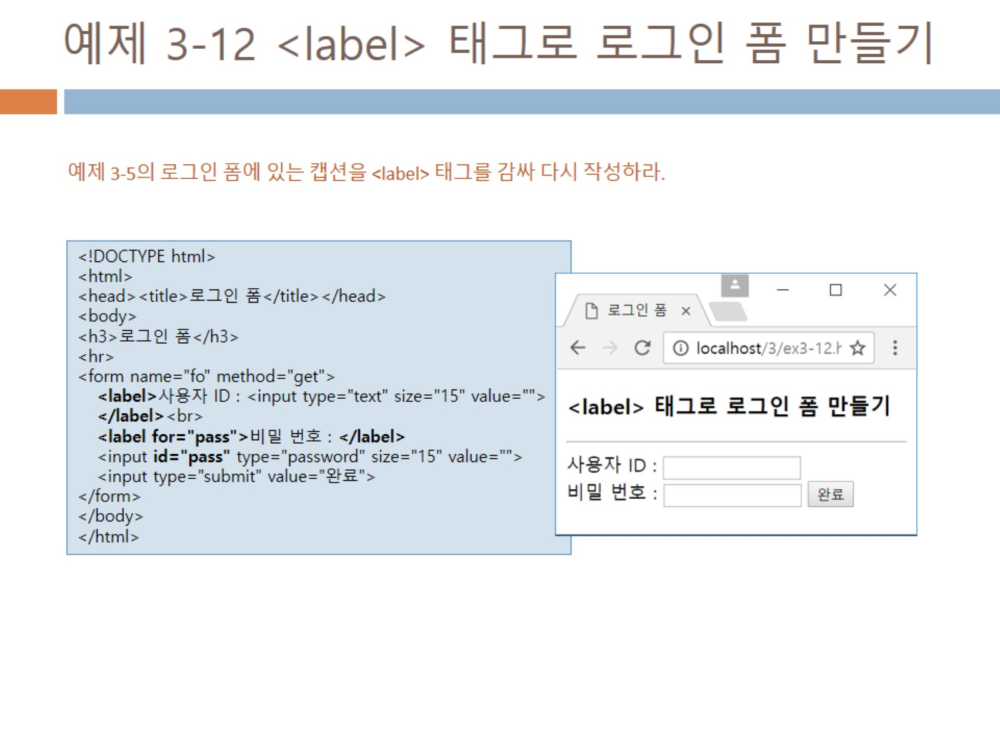 예제 3-12 <label> 태그로 로그인 폼 만들기
예제 3-5의 로그인 폼에 있는 캡션을 <label> 태그를 감싸 다시 작성하라.
<!DOCTYPE html>
<html>
<head><title>로그인 폼</title></head>
<body>
<h3>로그인 폼</h3>
<hr>
<form name="fo" method="get">
<label>사용자 ID : <input type="text" size="15" value="">
</label><br>
<label for="pass">비밀 번호 : </label>
<input id="pass" type="password" size="15" value="">
<input type="submit" value="완료">
</form>
</body>
</html>
로그인 폼
localhost/3/ex3-12.h
<label> 태그로 로그인 폼 만들기
사용자 ID :
비밀 번호 : 완료